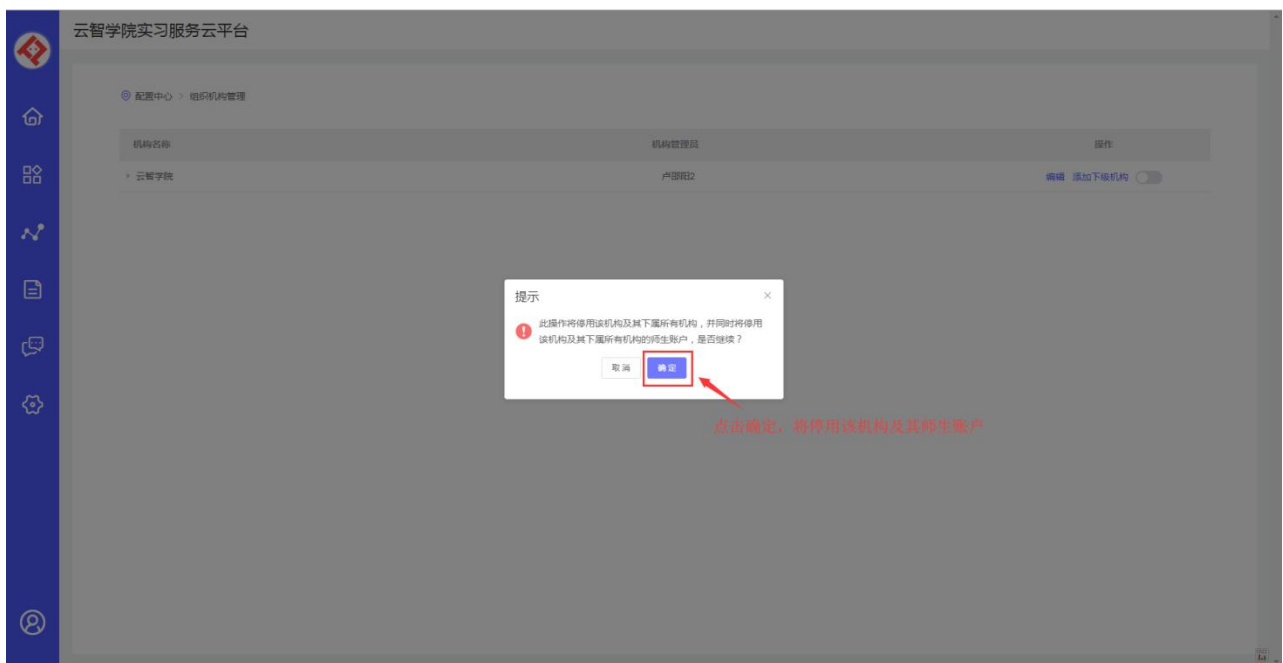 云智学院实习服务云平台
配置中心 > 组织机构管理
机构名称 机构管理员 操作
云智学院 卢邵阳2 编辑 添加下级机构
提示
此操作将停用该机构及其下属所有机构，并同时将停用
该机构及其下属所有机构的师生账户，是否继续？
取消 确定
点击确定，将停用该机构及其师生账户